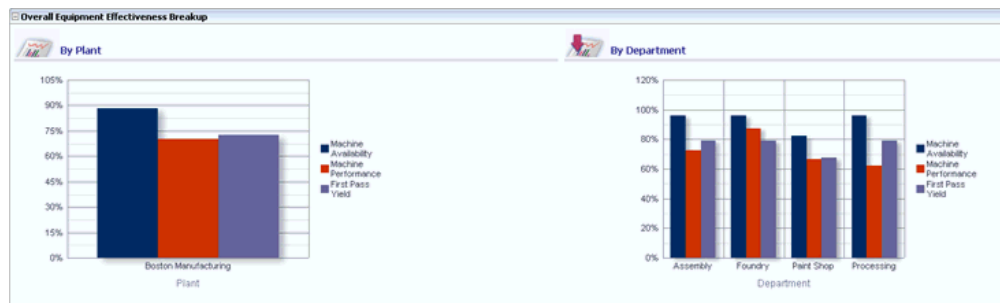 Overall Equipment Effectiveness Breakup
By Plant
105%
90%
75%
60%
45%
30%
15%
0%
Boston Manufacturing
Plant
Machine
Availability
Machine
Performance
First Pass
Yield
By Department
120%
100%
80%
60%
40%
20%
0%
Assembly Foundry Paint Shop Processing
Department
Machine
Availability
Machine
Performance
First Pass
Yield